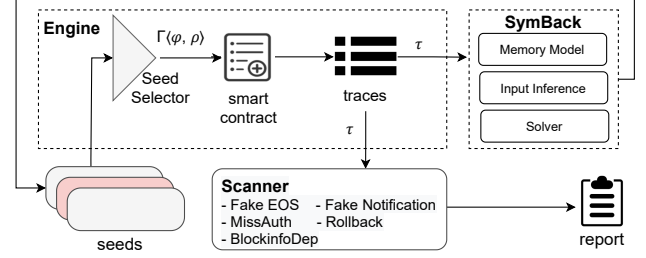 Engine
Γ⟨φ, ρ⟩
Seed
Selector
smart
contract
traces
τ
τ
SymBack
Memory Model
Input Inference
Solver
seeds
Scanner
- Fake EOS - Fake Notification
- MissAuth - Rollback
- BlockinfoDep
report